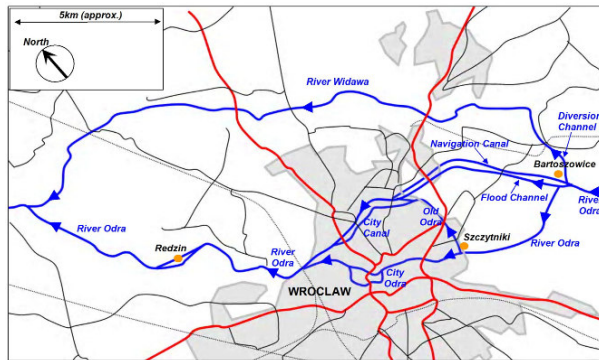 5km (approx.)
North
River Widawa
Diversion
Channel
Navigation Canal
Bartoszowice
Flood Channel
River
Odra
River Odra
Old
Odra
City
Canal
Szczytniki
River Odra
Redzin
River
Odra
City
Odra
WROCLAW